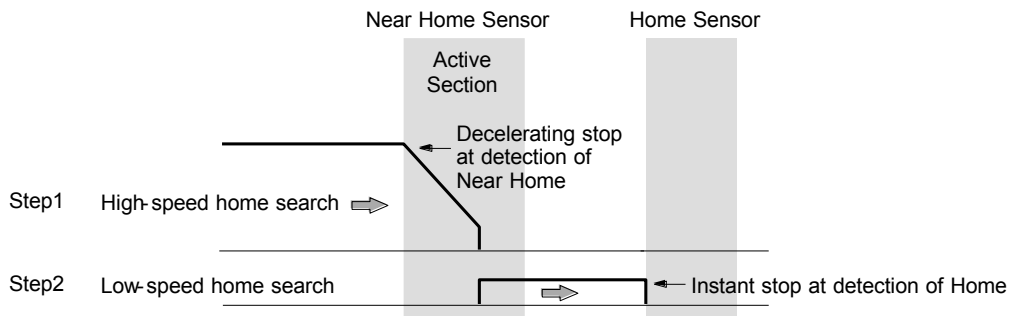 Near Home Sensor
Home Sensor
Active
Section
Decelerating stop
at detection of
Near Home
Step1 High-speed home search
Step2 Low-speed home search
Instant stop at detection of Home